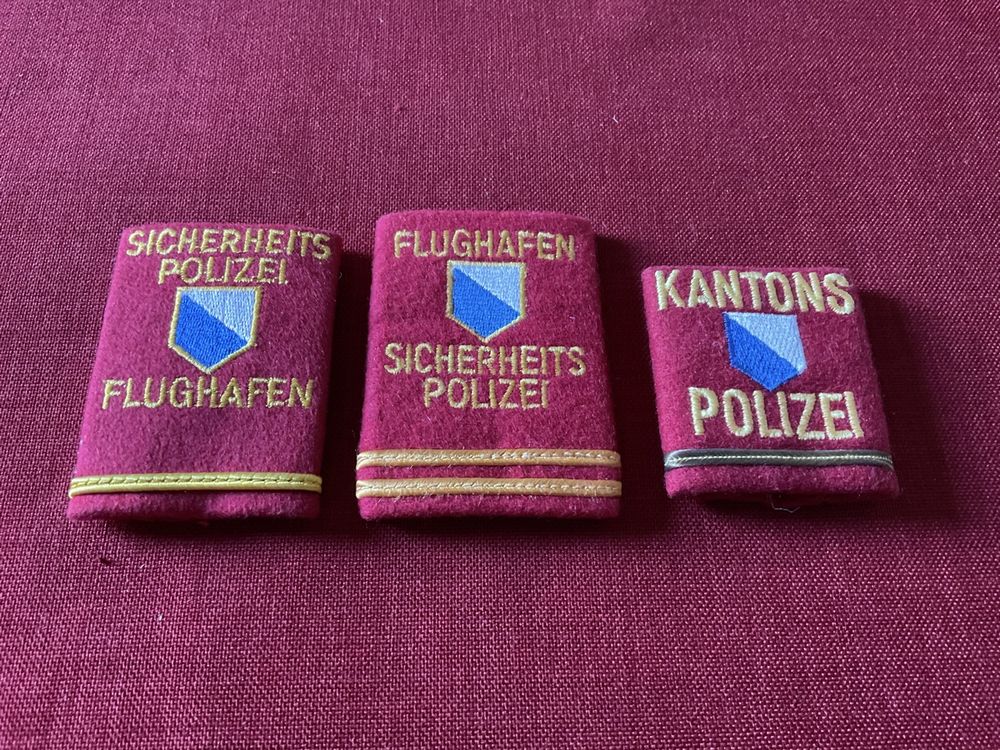 SICHERHEITS
POLIZEI
FLUGHAFEN
FLUGHAFEN
SICHERHEITS
POLIZEI
KANTONS
POLIZEI